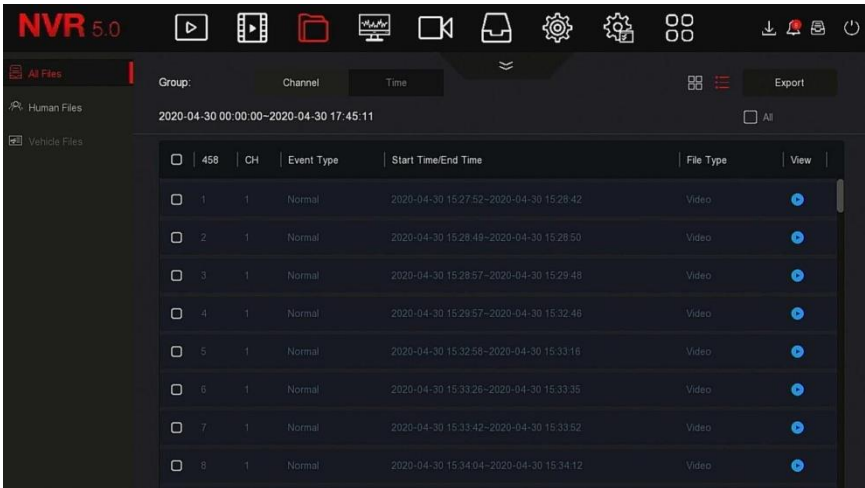 NVR 5.0
All Files
Human Files
Vehicle Files
Group: Channel Time Export
2020-04-30 00:00:00~2020-04-30 17:45:11 All
458 CH Event Type Start Time/End Time File Type View
1 1 Normal 2020-04-30 15:27:52~2020-04-30 15:28:42 Video
2 1 Normal 2020-04-30 15:28:49~2020-04-30 15:28:50 Video
3 1 Normal 2020-04-30 15:28:57~2020-04-30 15:29:48 Video
4 1 Normal 2020-04-30 15:29:57~2020-04-30 15:32:46 Video
5 1 Normal 2020-04-30 15:32:58~2020-04-30 15:33:16 Video
6 1 Normal 2020-04-30 15:33:26~2020-04-30 15:33:35 Video
7 1 Normal 2020-04-30 15:33:42~2020-04-30 15:33:52 Video
8 1 Normal 2020-04-30 15:34:04~2020-04-30 15:34:12 Video